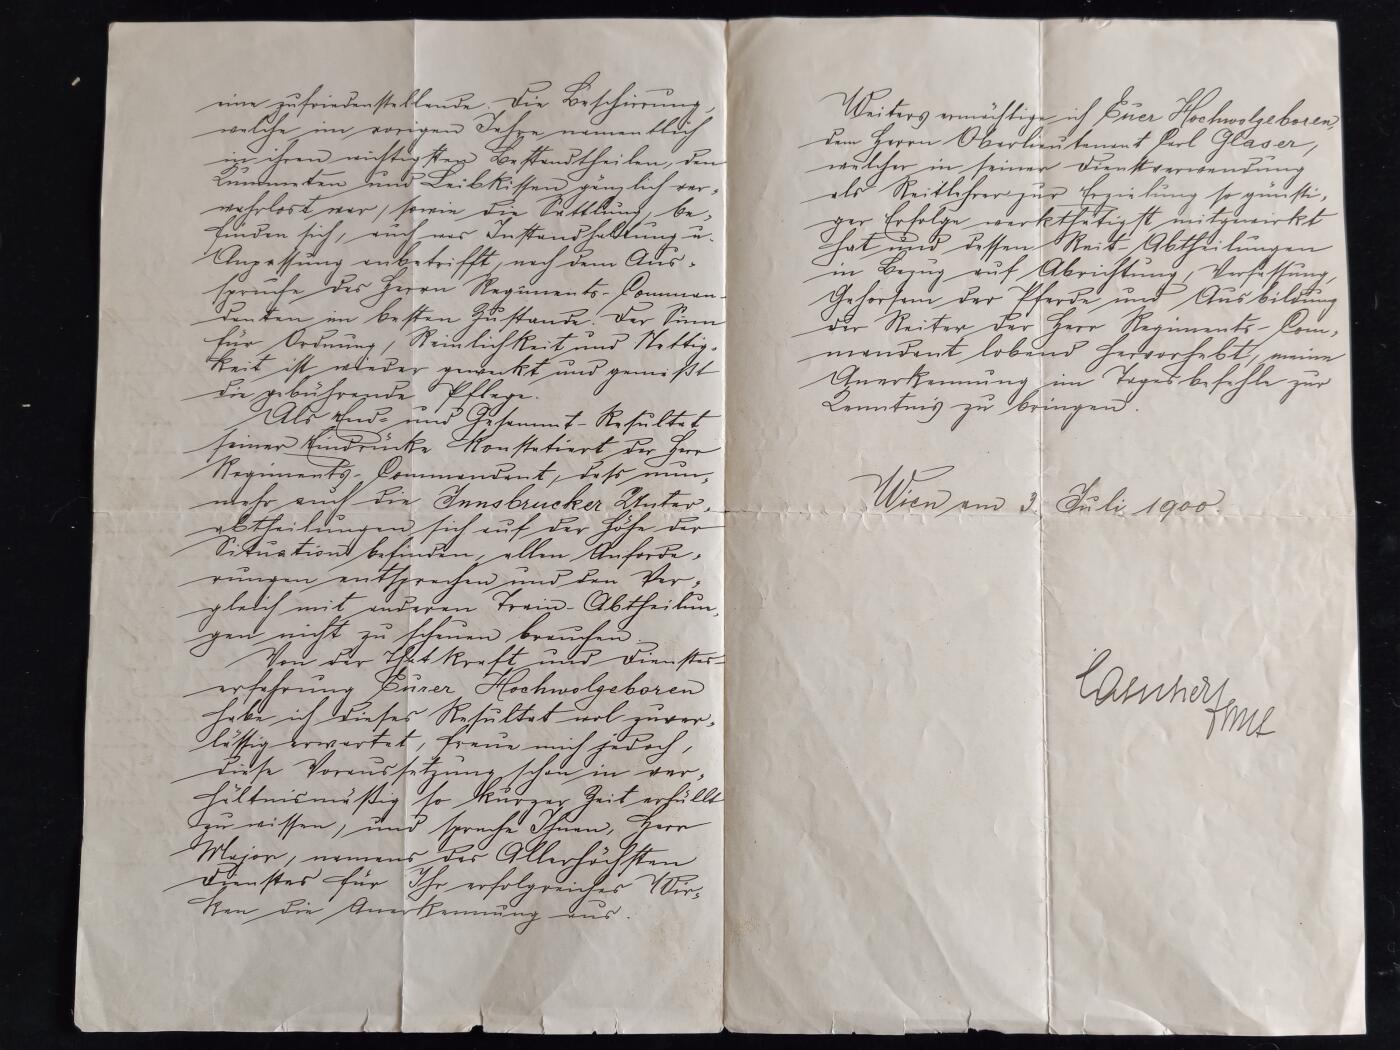 eine zufriedenstellende. Die Beschirrung,
welche im vorigen Jahre namentlich
in ihren wichtigsten Bestandtheilen, den
Kummeten und Leibkissen gänzlich ver-
wahrlost war, sowie die Sattlung, be-
finden sich, auch was Instandhaltung u.
Anpassung anbetrifft, nach dem Aus-
spruche des Herrn Regiments-Comman-
danten im besten Zustande. Der Sinn
für Ordnung, Reinlichkeit und Nettig-
keit ist wieder geweckt und genießt
die gebührende Pflege.
Als End- und Gesammt-Resultat
seiner Eindrücke konstatiert der Herr
Regiments-Commandant, dass nun-
mehr auch die Innsbrucker Unter-
abtheilungen sich auf der Höhe der
Situation befinden, allen Anforde-
rungen entsprechen und den Ver-
gleich mit anderen Train-Abtheilun-
gen nicht zu scheuen brauchen.
Von der Thatkraft und Dienstes-
erfahrung Euer Hochwolgeboren
habe ich dieses Resultat wol zuver-
lässig erwartet, freue mich jedoch,
diese Voraussetzung schon in ver-
hältnismäßig so kurzer Zeit erfüllt
zu wissen, und spreche Ihnen, Herr
Major, namens des Allerhöchsten
Dienstes für Ihr erfolgreiches Wir-
ken die Anerkennung aus.
Weiters ermächtige ich Euer Hochwolgeboren,
dem Herrn Oberlieutenant Carl Glaser,
welcher in seiner Dienstverwendung
als Reitlehrer zur Erzielung so günsti-
ger Erfolge werkthätigst mitgewirkt
hat und dessen Reit-Abtheilungen
in Bezug auf Abrichtung, Verfassung,
Gehorsam der Pferde und Ausbildung
der Reiter der Herr Regiments-Com-
mandant lobend hervorhebt, meine
Anerkennung im Tagesbefehle zur
Kenntnis zu bringen.
Wien am 3. Juli 1900.